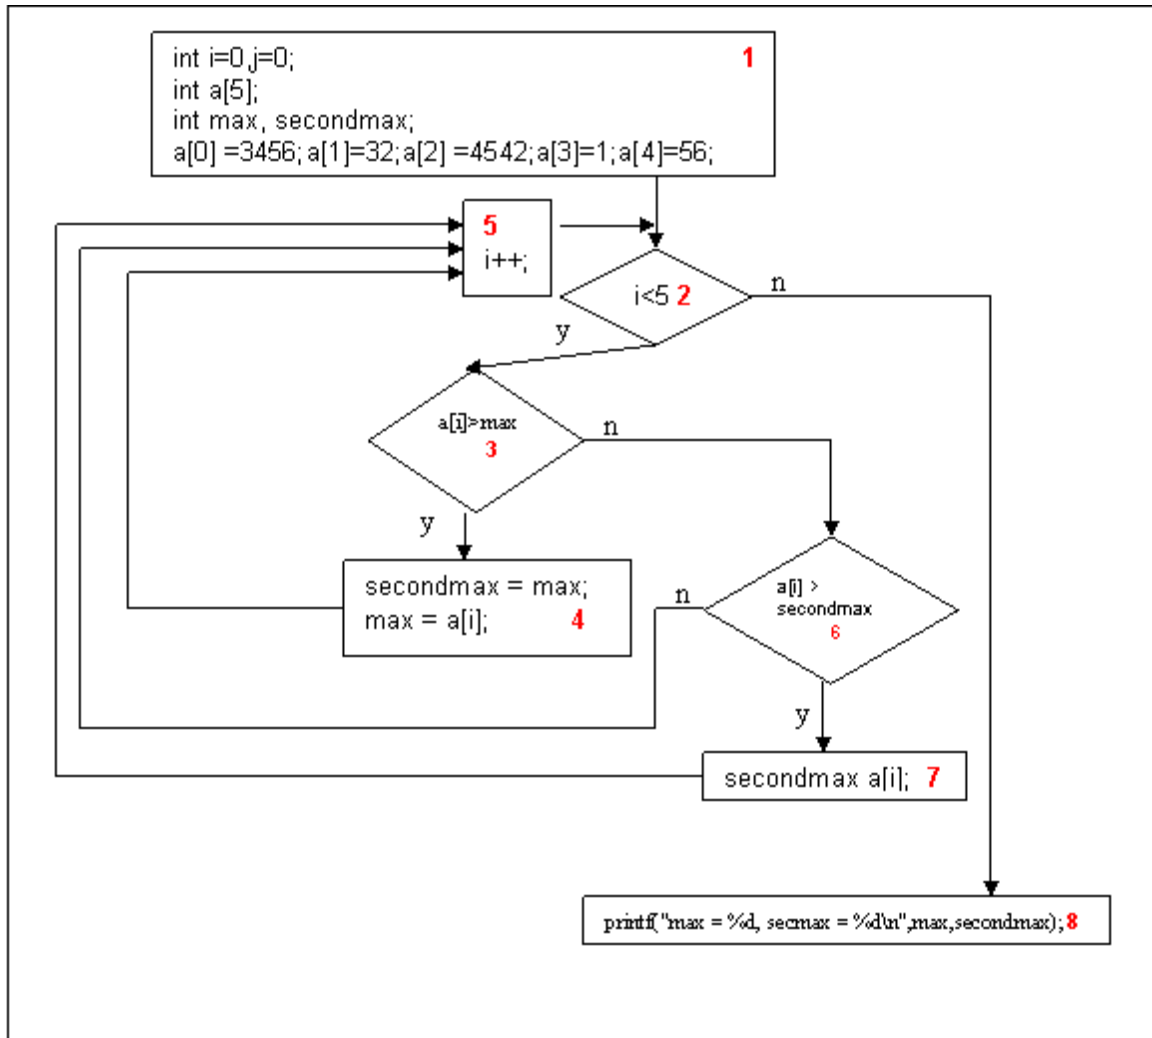 int i=0,j=0; 1
int a[5];
int max, secondmax;
a[0] =3456; a[1]=32; a[2] =4542; a[3]=1; a[4]=56;
5
i++;
i<5 2
n
y
a[i]>max
3
n
y
secondmax = max;
max = a[i]; 4
a[i] >
secondmax
6
n
y
secondmax a[i]; 7
printf("max = %d, secmax = %d\n",max,secondmax); 8